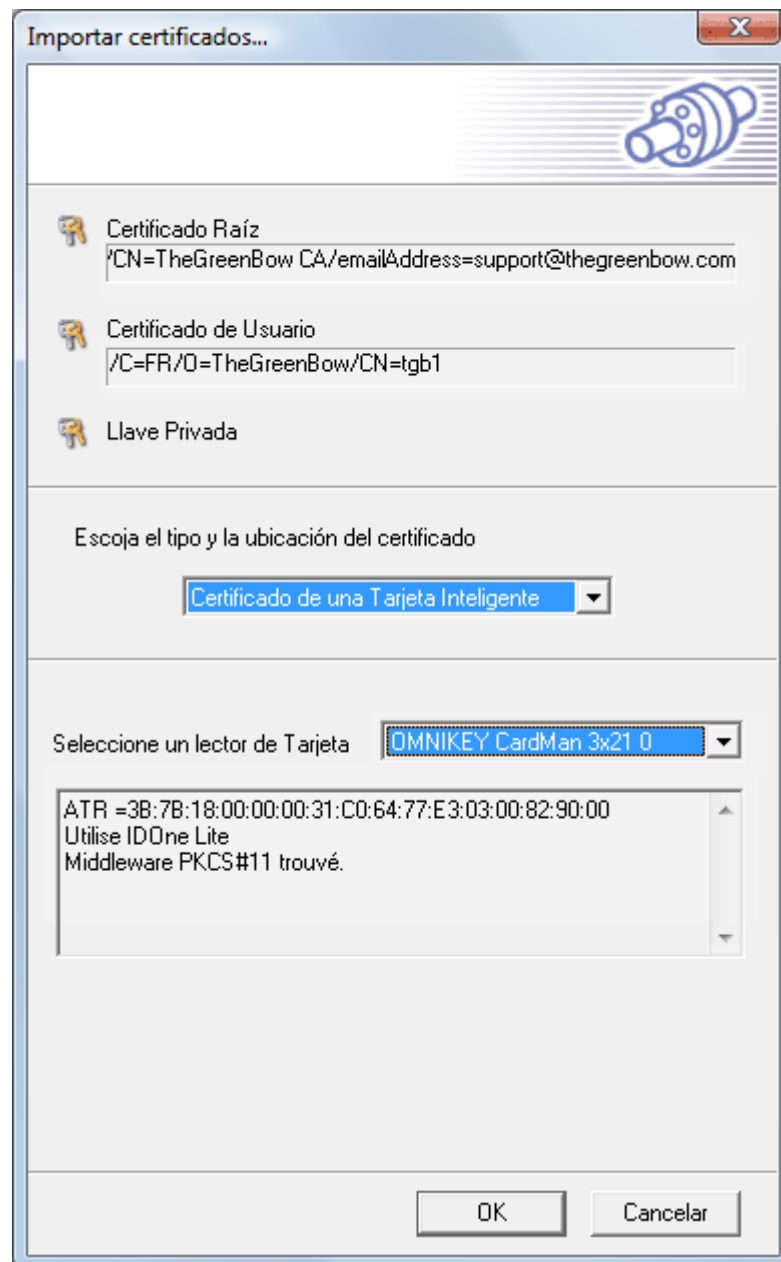 Importar certificados...
Certificado Raíz
/CN=TheGreenBow CA/emailAddress=support@thegreenbow.com
Certificado de Usuario
/C=FR/O=TheGreenBow/CN=tgb1
Llave Privada
Escoja el tipo y la ubicación del certificado
Certificado de una Tarjeta Inteligente
Seleccione un lector de Tarjeta
OMNIKEY CardMan 3x21 0
ATR =3B:7B:18:00:00:00:31:C0:64:77:E3:03:00:82:90:00
Utilise IDOne Lite
Middleware PKCS#11 trouvé.
OK
Cancelar